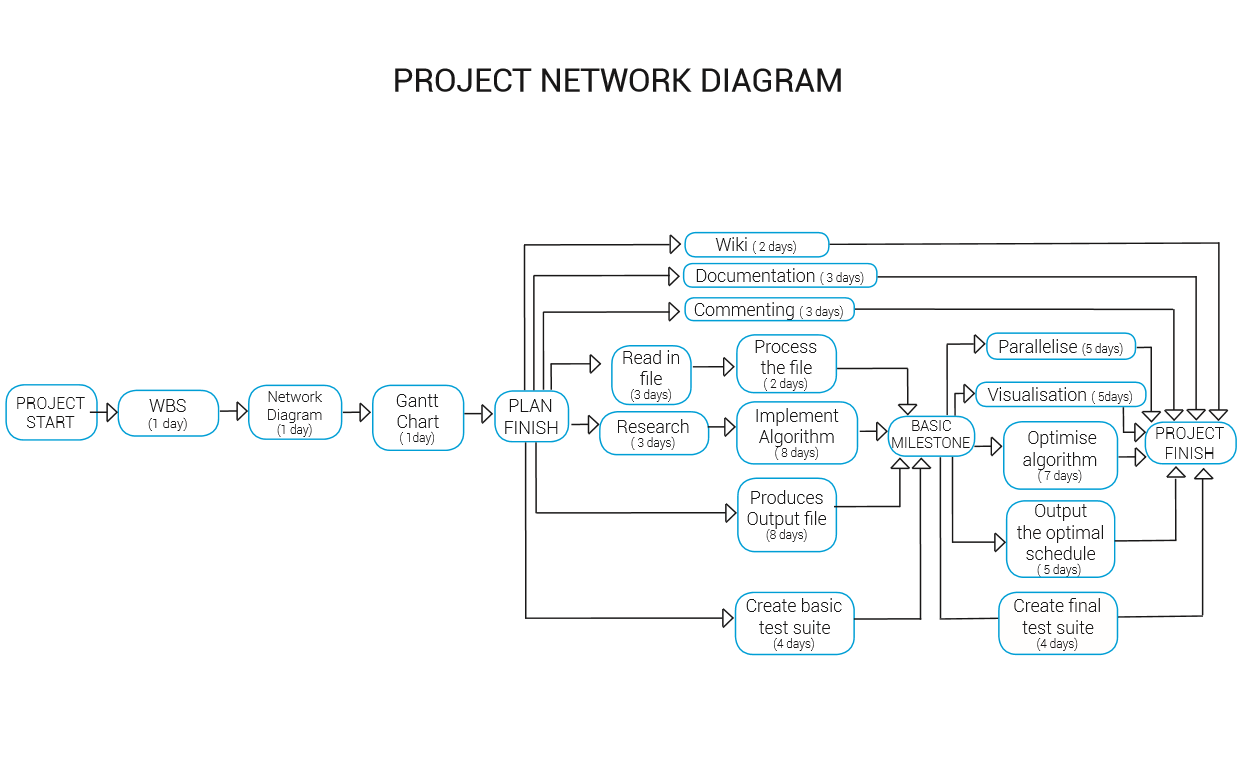 PROJECT NETWORK DIAGRAM
PROJECT
START
WBS
(1 day)
Network
Diagram
(1 day)
Gantt
Chart
( 1day)
PLAN
FINISH
Wiki ( 2 days)
Documentation ( 3 days)
Commenting ( 3 days)
Read in
file
(3 days)
Process
the file
( 2 days)
Research
( 3 days)
Implement
Algorithm
( 8 days)
Produces
Output file
(8 days)
Create basic
test suite
(4 days)
BASIC
MILESTONE
Parallelise (5 days)
Visualisation ( 5days)
Optimise
algorithm
( 7 days)
Output
the optimal
schedule
( 5 days)
Create final
test suite
(4 days)
PROJECT
FINISH